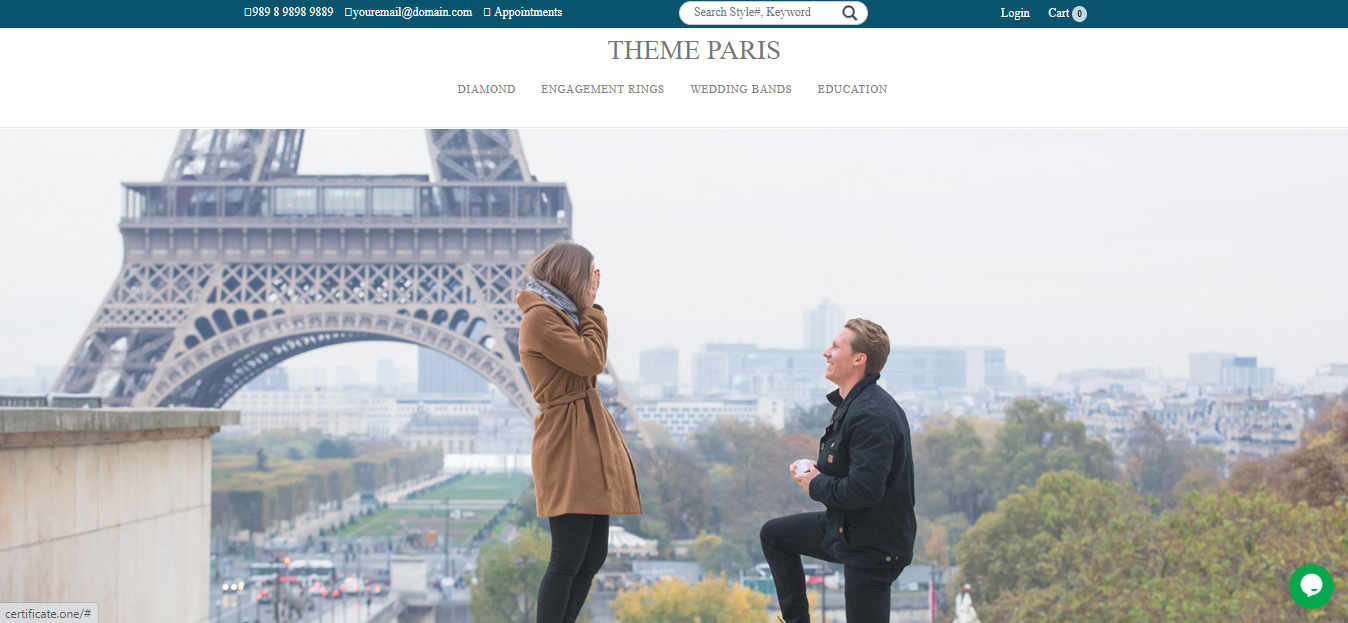 989 8 9898 9889 youremail@domain.com Appointments Search Style#, Keyword Login Cart 0
THEME PARIS
DIAMOND ENGAGEMENT RINGS WEDDING BANDS EDUCATION
certificate.one/#